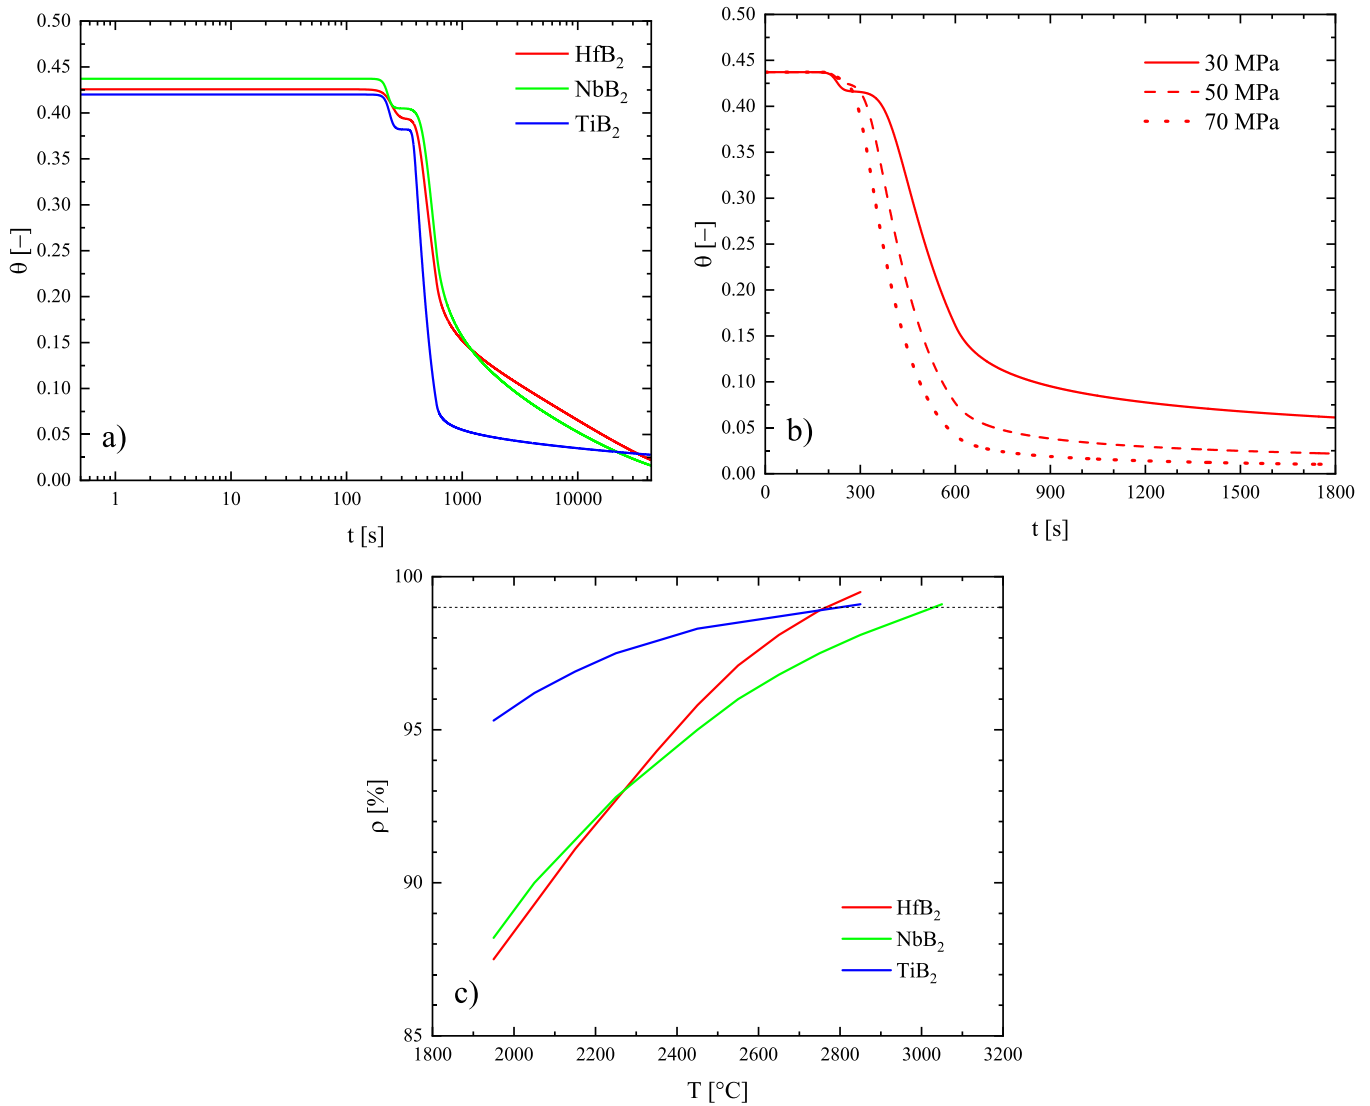 0.50
0.45
0.40
0.35
0.30
0.25
0.20
0.15
0.10
0.05
0.00
θ [–]
HfB₂
NbB₂
TiB₂
a)
1 10 100 1000 10000
t [s]
0.50
0.45
0.40
0.35
0.30
0.25
0.20
0.15
0.10
0.05
0.00
θ [–]
30 MPa
50 MPa
70 MPa
b)
0 300 600 900 1200 1500 1800
t [s]
100
95
90
85
ρ [%]
HfB₂
NbB₂
TiB₂
c)
1800 2000 2200 2400 2600 2800 3000 3200
T [°C]